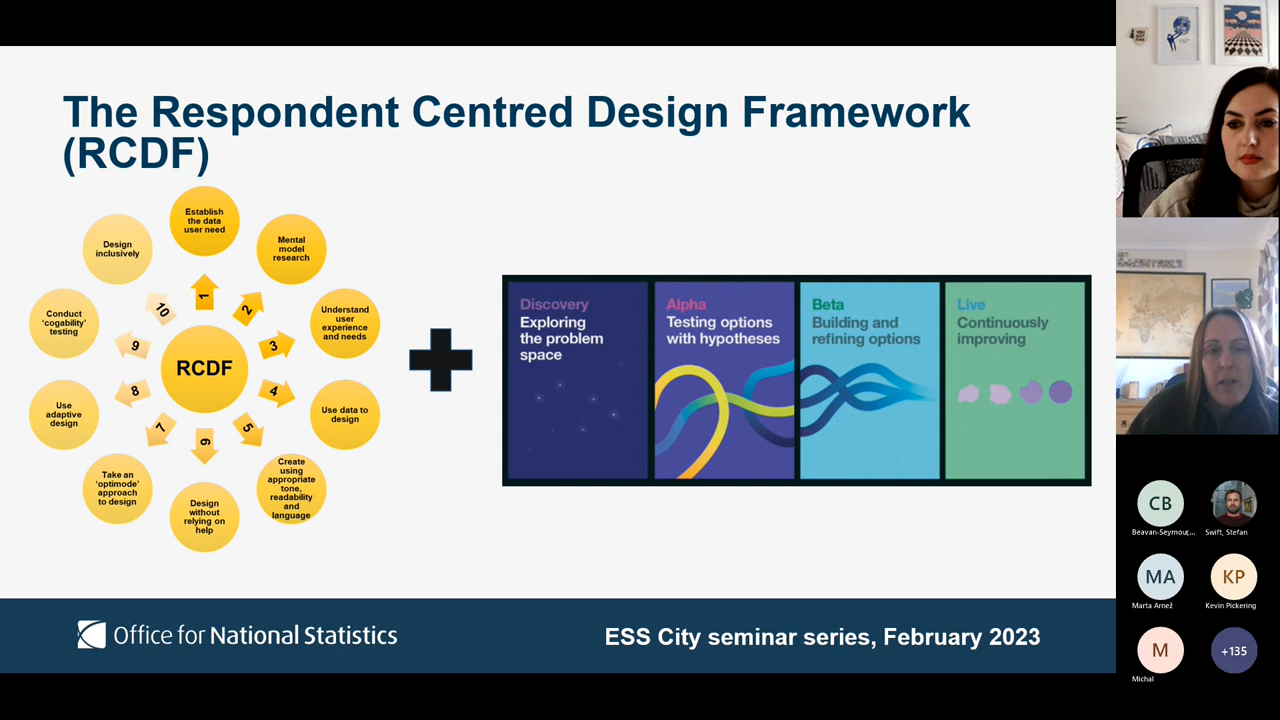 The Respondent Centred Design Framework
(RCDF)
Establish
the data
user need
Mental
model
research
Understand
user
experience
and needs
Use data to
design
Create
using
appropriate
tone,
readability
and
language
Design
without
relying on
help
Take an
‘optimode’
approach
to design
Use
adaptive
design
Conduct
‘cogability’
testing
Design
inclusively
1
2
3
4
5
6
7
8
9
10
RCDF
Discovery
Exploring
the problem
space
Alpha
Testing options
with hypotheses
Beta
Building and
refining options
Live
Continuously
improving
Office for National Statistics
ESS City seminar series, February 2023
CB
Beavan-Seymour,...
Swift, Stefan
MA
Marta Arnež
KP
Kevin Pickering
M
Michal
+135